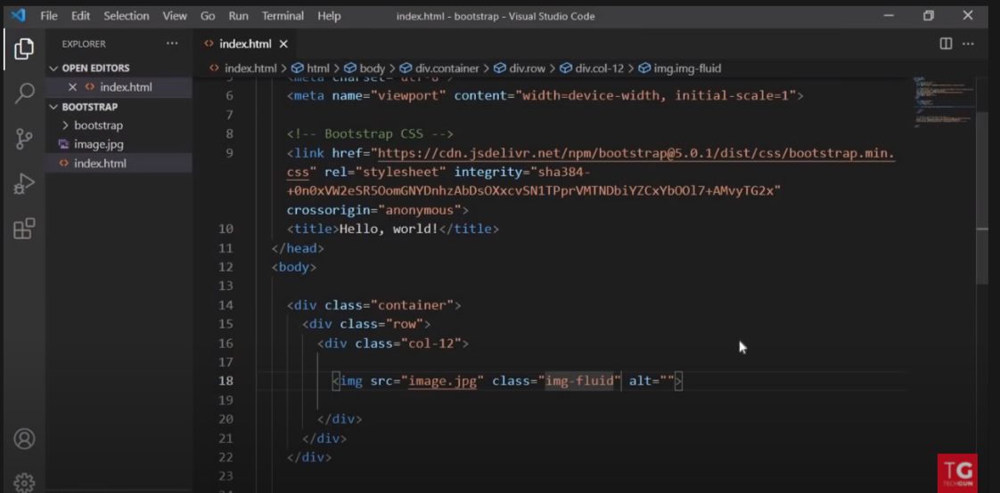 File Edit Selection View Go Run Terminal Help index.html - bootstrap - Visual Studio Code
EXPLORER
OPEN EDITORS
index.html
BOOTSTRAP
bootstrap
image.jpg
index.html
index.html
index.html > html > body > div.container > div.row > div.col-12 > img.img-fluid
5 <meta charset="utf-8">
6 <meta name="viewport" content="width=device-width, initial-scale=1">
7
8 <!-- Bootstrap CSS -->
9 <link href="https://cdn.jsdelivr.net/npm/bootstrap@5.0.1/dist/css/bootstrap.min.
css" rel="stylesheet" integrity="sha384-
+0n0xVW2eSR5OomGNYDnhzAbDsOXxcvSN1TPprVMTNDbiYZCxYbOOl7+AMvyTG2x"
crossorigin="anonymous">
10 <title>Hello, world!</title>
11 </head>
12 <body>
13
14 <div class="container">
15 <div class="row">
16 <div class="col-12">
17
18 <img src="image.jpg" class="img-fluid" alt="">
19
20 </div>
21 </div>
22 </div>
23
TG
TECHGUN